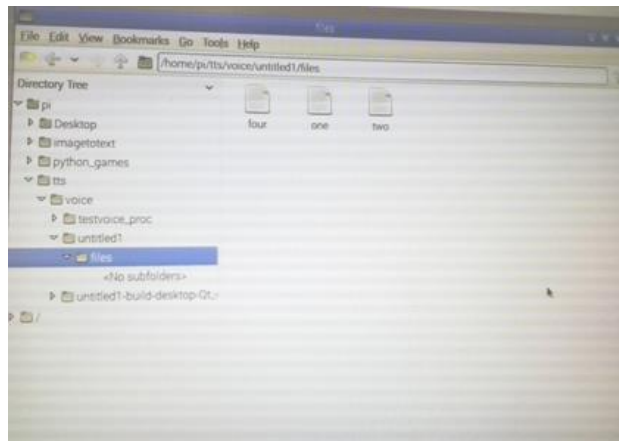 files
File Edit View Bookmarks Go Tools Help
/home/pi/tts/voice/untitled1/files
Directory Tree
pi
Desktop
imagetotext
python_games
tts
voice
testvoice_proc
untitled1
files
<No subfolders>
untitled1-build-desktop-Qt_
/
four one two